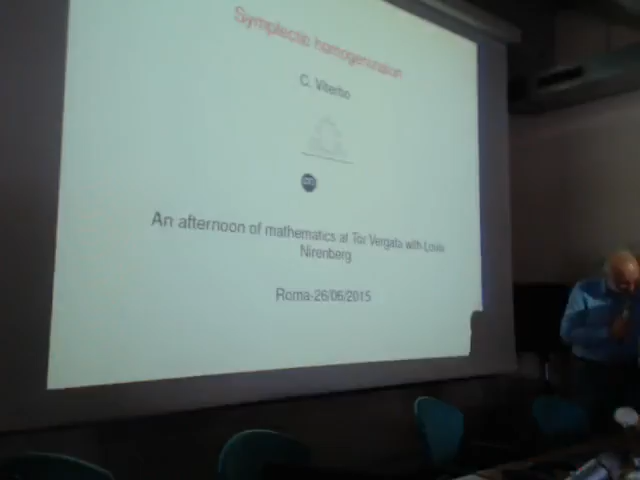 Symplectic homogenization
C. Viterbo
An afternoon of mathematics at Tor Vergata with Louis
Nirenberg
Roma-26/06/2015